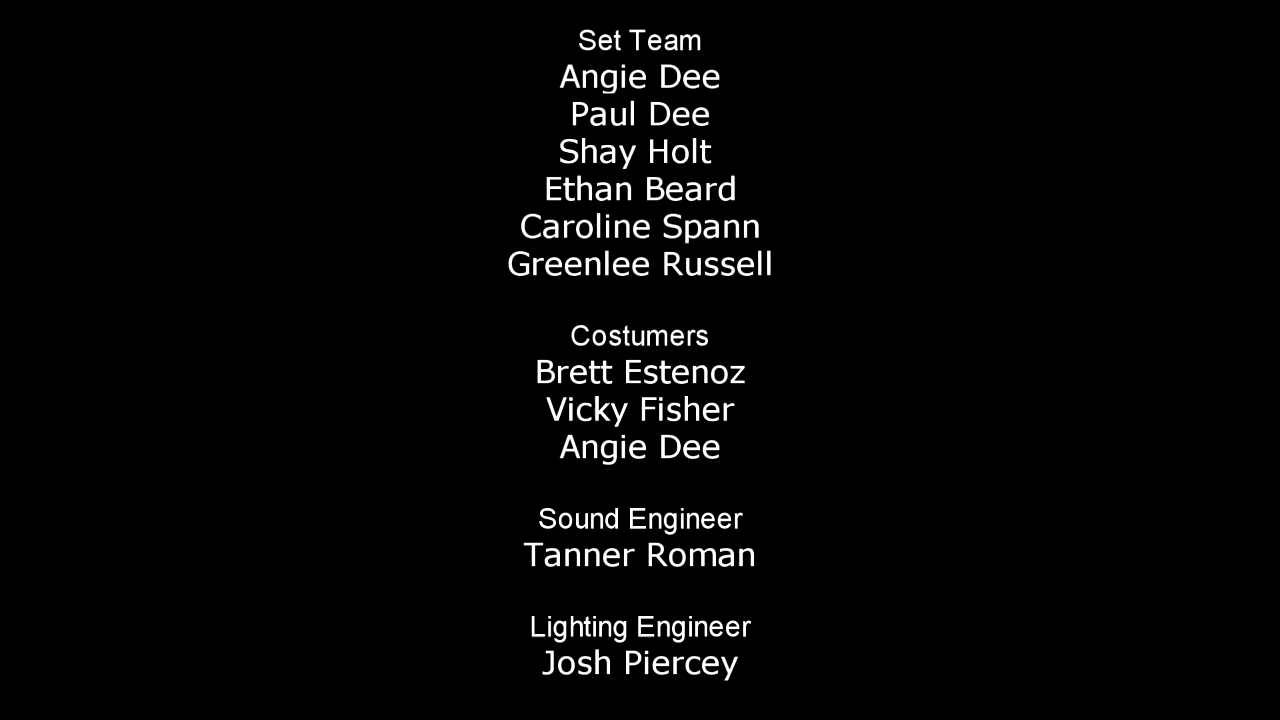 Set Team
Angie Dee
Paul Dee
Shay Holt
Ethan Beard
Caroline Spann
Greenlee Russell
Costumers
Brett Estenoz
Vicky Fisher
Angie Dee
Sound Engineer
Tanner Roman
Lighting Engineer
Josh Piercey